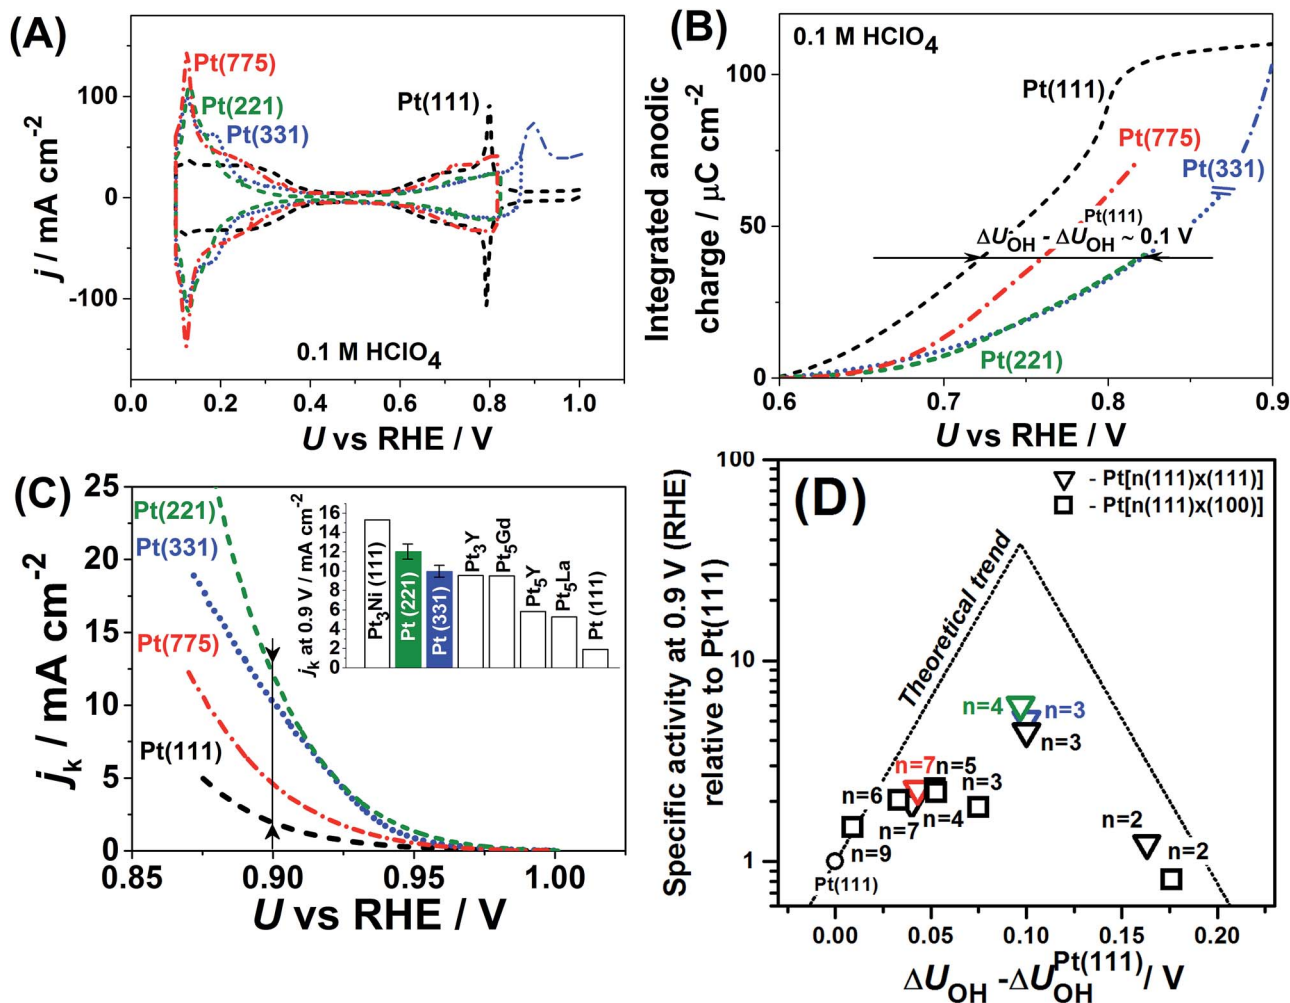 (A)
Pt(775)
Pt(221)
Pt(331)
Pt(111)
0.1 M HClO4
j / mA cm-2
100
0
-100
0.0 0.2 0.4 0.6 0.8 1.0
U vs RHE / V
(B)
0.1 M HClO4
Pt(111)
Pt(775)
Pt(331)
ΔUOH - ΔUOH Pt(111) ~ 0.1 V
Pt(221)
Integrated anodic
charge / μC cm-2
100
50
0
0.6 0.7 0.8 0.9
U vs RHE / V
(C)
Pt(221)
Pt(331)
Pt(775)
Pt(111)
jk / mA cm-2
25
20
15
10
5
0
0.85 0.90 0.95 1.00
U vs RHE / V
jk at 0.9 V / mA cm-2
16
14
12
10
8
6
4
2
0
Pt3Ni (111)
Pt (221)
Pt (331)
Pt3Y
Pt5Gd
Pt5Y
Pt5La
Pt (111)
(D)
- Pt[n(111)x(111)]
- Pt[n(111)x(100)]
Theoretical trend
n=4
n=3
n=3
n=7
n=5
n=3
n=6
n=7
n=4
n=9
n=2
n=2
Pt(111)
Specific activity at 0.9 V (RHE)
relative to Pt(111)
100
10
1
0.00 0.05 0.10 0.15 0.20
ΔUOH -ΔUOH Pt(111)/ V